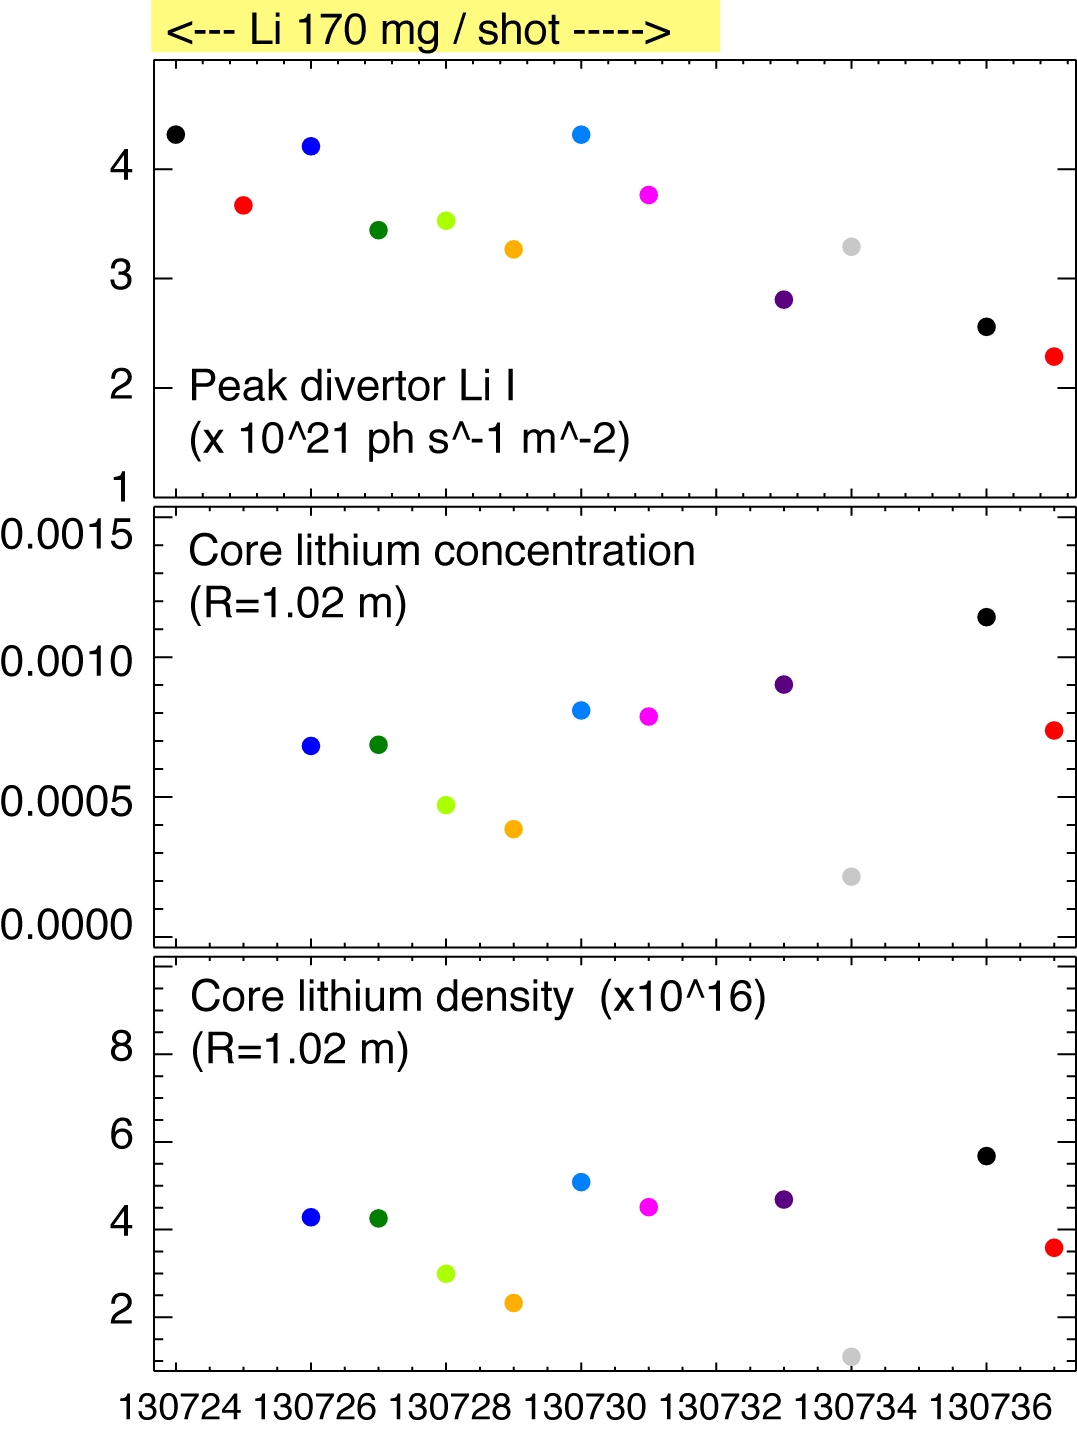 <--- Li 170 mg / shot ----->
4
3
2
1
Peak divertor Li I
(x 10^21 ph s^-1 m^-2)
0.0015
0.0010
0.0005
0.0000
Core lithium concentration
(R=1.02 m)
8
6
4
2
Core lithium density (x10^16)
(R=1.02 m)
130724 130726 130728 130730 130732 130734 130736